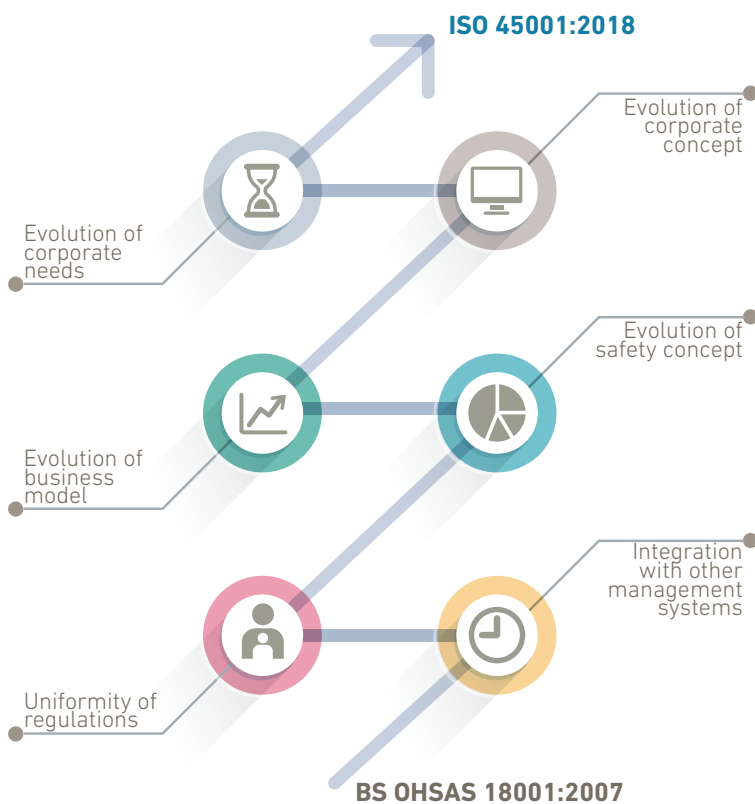 ISO 45001:2018
Evolution of
corporate
concept
Evolution of
corporate
needs
Evolution of
safety concept
Evolution of
business
model
Integration
with other
management
systems
Uniformity of
regulations
BS OHSAS 18001:2007